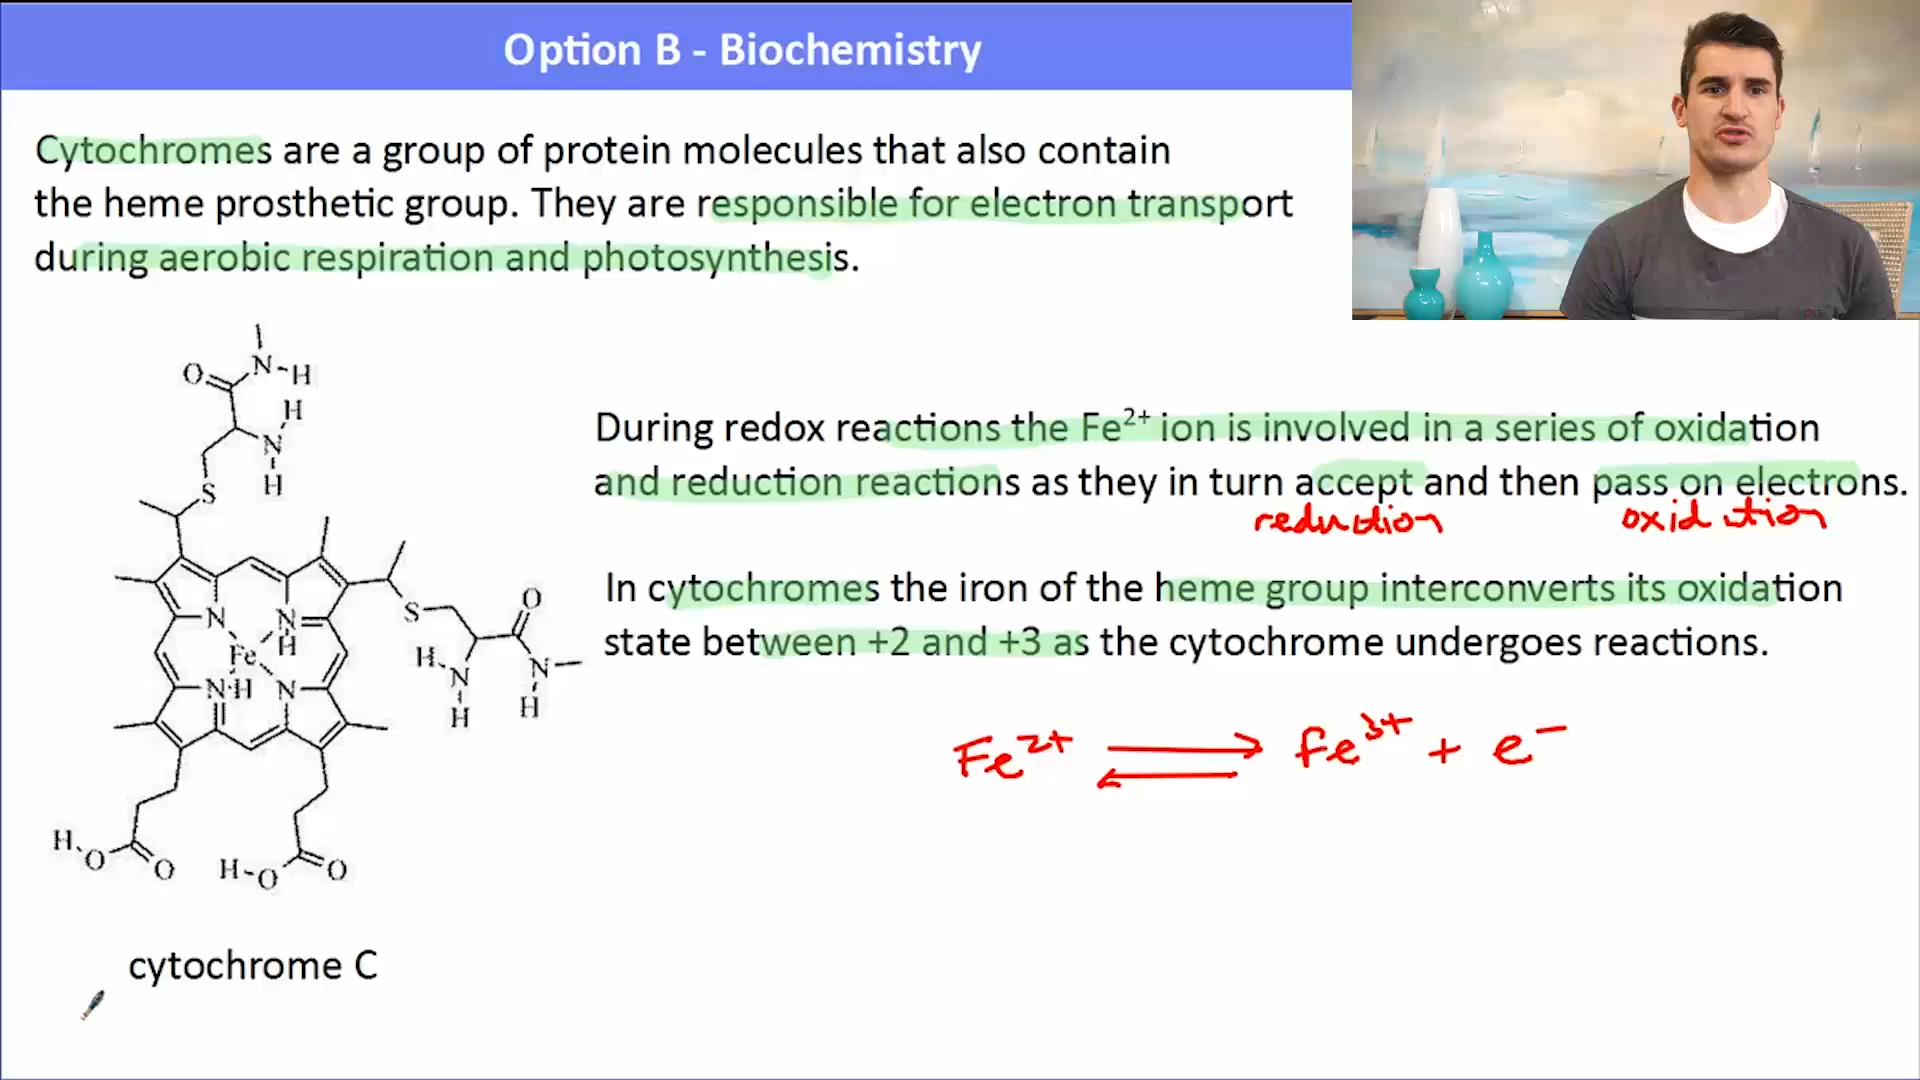 Option B - Biochemistry
Cytochromes are a group of protein molecules that also contain
the heme prosthetic group. They are responsible for electron transport
during aerobic respiration and photosynthesis.
N-H
O
H
N
H
S
During redox reactions the Fe²⁺ ion is involved in a series of oxidation
and reduction reactions as they in turn accept and then pass on electrons.
reduction oxidution
In cytochromes the iron of the heme group interconverts its oxidation
state between +2 and +3 as the cytochrome undergoes reactions.
S O
N N
H
Fe
H N
N
NH N
H H
Fe²⁺ ⇌ Fe³⁺ + e⁻
H O O
H-O O
cytochrome C